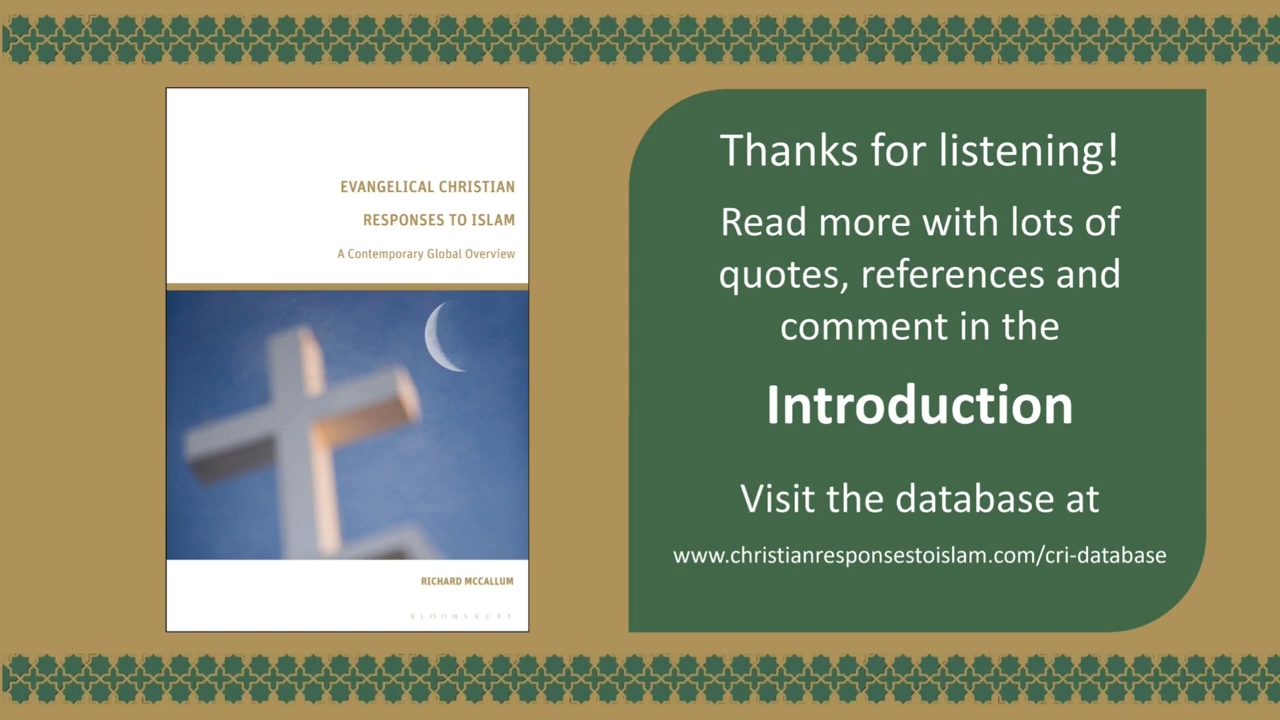 EVANGELICAL CHRISTIAN
RESPONSES TO ISLAM
A Contemporary Global Overview
RICHARD MCCALLUM
BLOOMSBURY
Thanks for listening!
Read more with lots of
quotes, references and
comment in the
Introduction
Visit the database at
www.christianresponsestoislam.com/cri-database